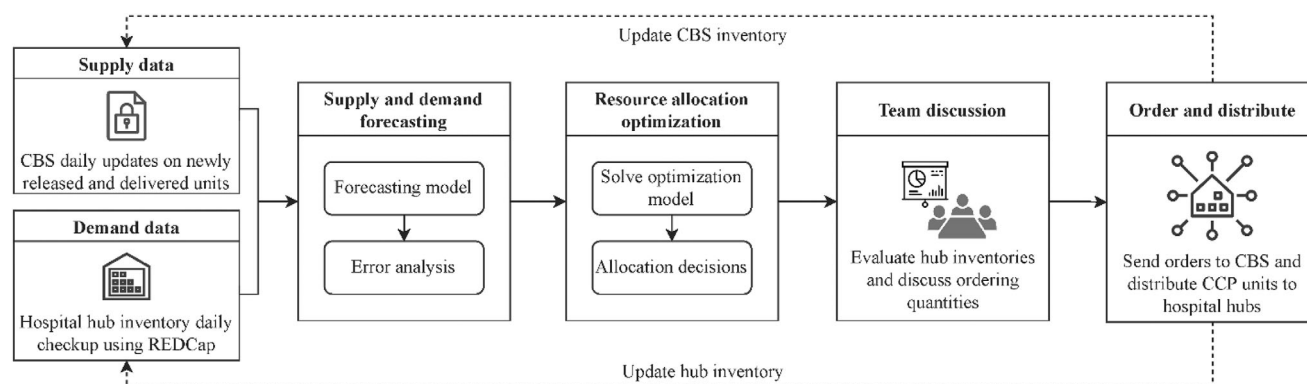 Update CBS inventory
Supply data
CBS daily updates on newly
released and delivered units
Demand data
Hospital hub inventory daily
checkup using REDCap
Supply and demand
forecasting
Forecasting model
Error analysis
Resource allocation
optimization
Solve optimization
model
Allocation decisions
Team discussion
Evaluate hub inventories
and discuss ordering
quantities
Order and distribute
Send orders to CBS and
distribute CCP units to
hospital hubs
Update hub inventory